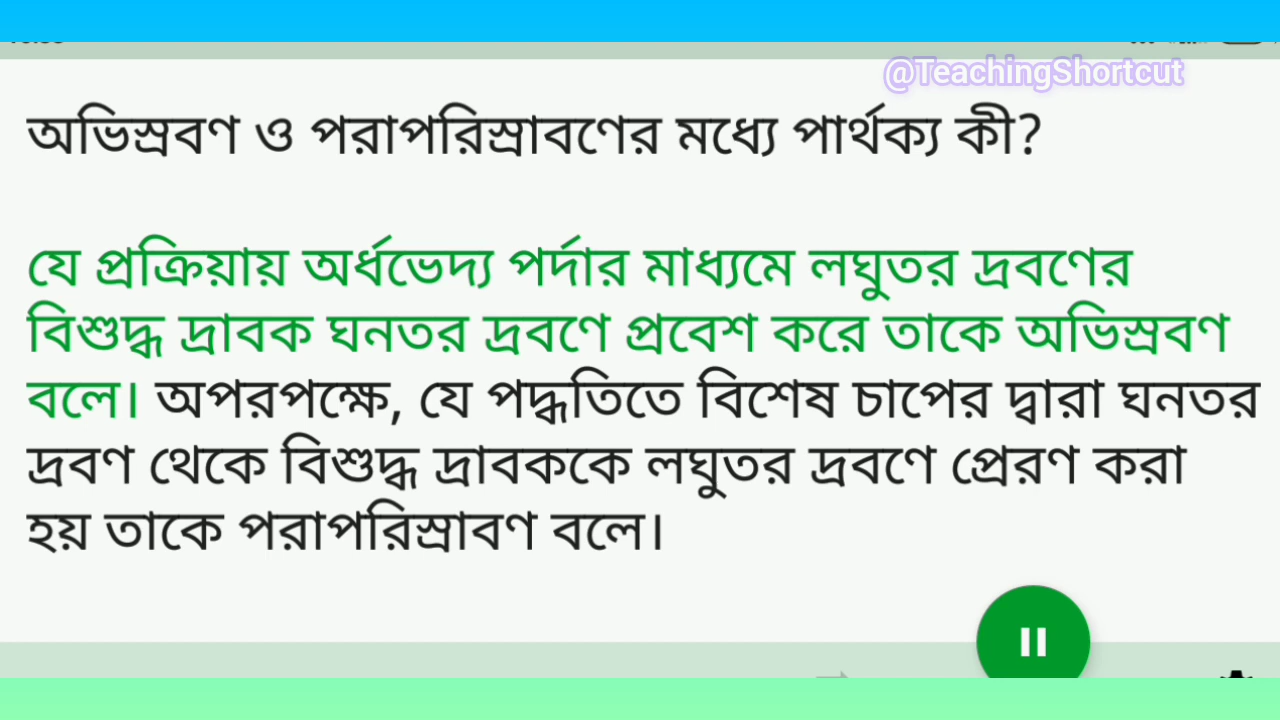 @TeachingShortcut
অভিস্রবণ ও পরাপরিস্রাবণের মধ্যে পার্থক্য কী?
যে প্রক্রিয়ায় অর্ধভেদ্য পর্দার মাধ্যমে লঘুতর দ্রবণের
বিশুদ্ধ দ্রাবক ঘনতর দ্রবণে প্রবেশ করে তাকে অভিস্রবণ
বলে। অপরপক্ষে, যে পদ্ধতিতে বিশেষ চাপের দ্বারা ঘনতর
দ্রবণ থেকে বিশুদ্ধ দ্রাবককে লঘুতর দ্রবণে প্রেরণ করা
হয় তাকে পরাপরিস্রাবণ বলে।